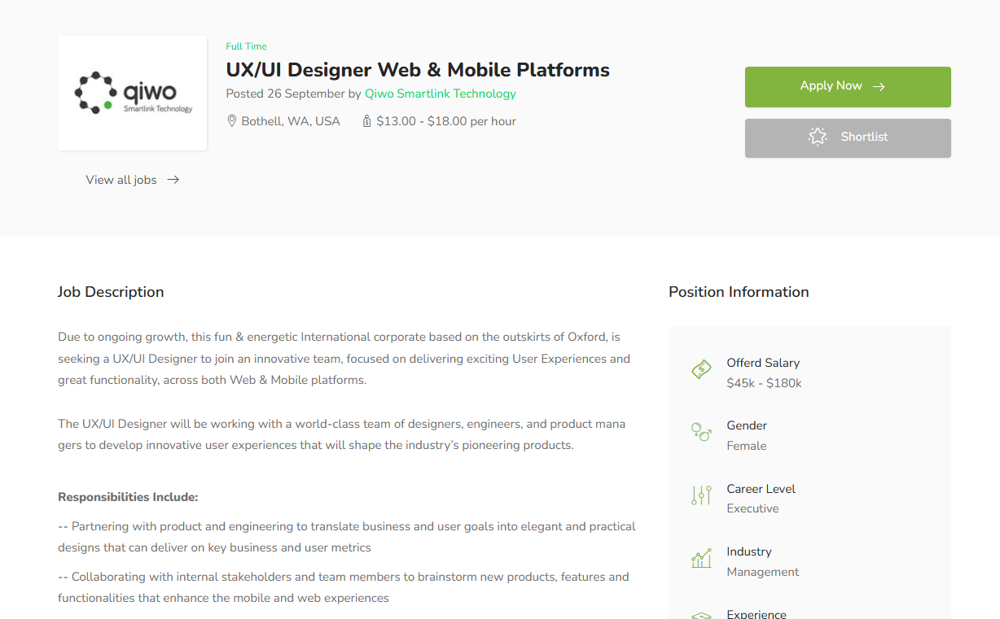 qiwo
Smartlink Technology
View all jobs
Full Time
UX/UI Designer Web & Mobile Platforms
Posted 26 September by Qiwo Smartlink Technology
Bothell, WA, USA $13.00 - $18.00 per hour
Apply Now
Shortlist
Job Description
Due to ongoing growth, this fun & energetic International corporate based on the outskirts of Oxford, is
seeking a UX/UI Designer to join an innovative team, focused on delivering exciting User Experiences and
great functionality, across both Web & Mobile platforms.
The UX/UI Designer will be working with a world-class team of designers, engineers, and product mana
gers to develop innovative user experiences that will shape the industry’s pioneering products.
Responsibilities Include:
-- Partnering with product and engineering to translate business and user goals into elegant and practical
designs that can deliver on key business and user metrics
-- Collaborating with internal stakeholders and team members to brainstorm new products, features and
functionalities that enhance the mobile and web experiences
Position Information
Offerd Salary
$45k - $180k
Gender
Female
Career Level
Executive
Industry
Management
Experience